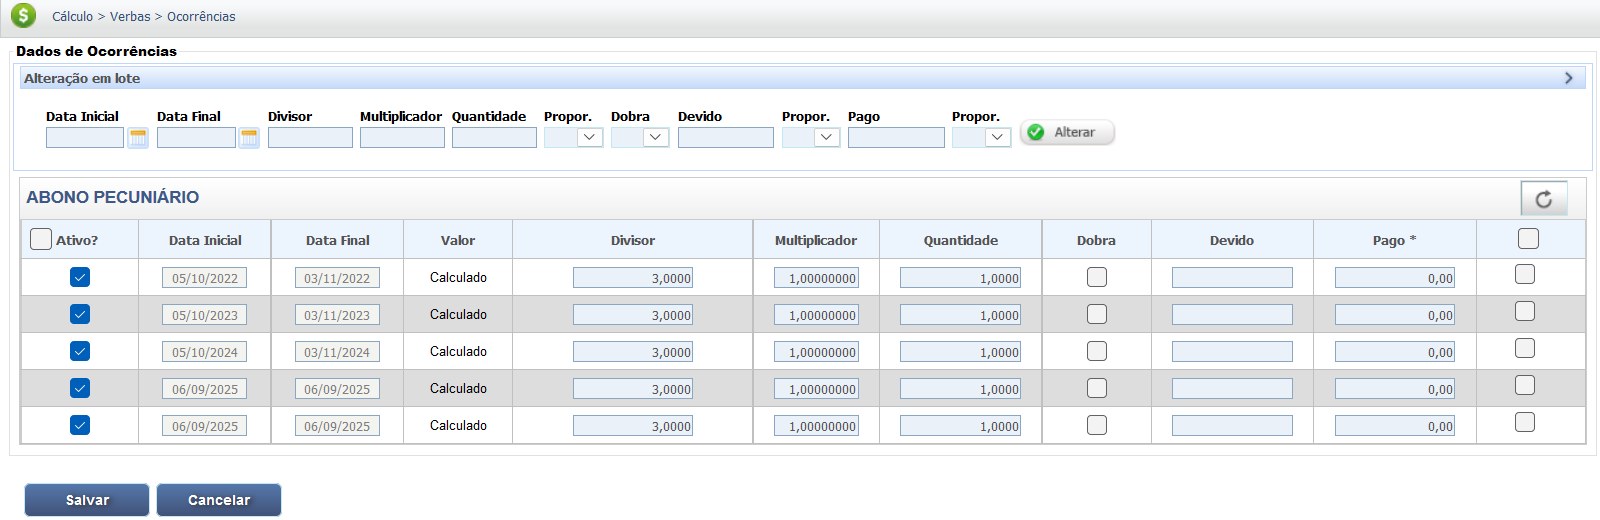 Cálculo > Verbas > Ocorrências
Dados de Ocorrências
Alteração em lote
Data Inicial Data Final Divisor Multiplicador Quantidade Propor. Dobra Devido Propor. Pago Propor. Alterar
ABONO PECUNIÁRIO
Ativo? Data Inicial Data Final Valor Divisor Multiplicador Quantidade Dobra Devido Pago *
05/10/2022 03/11/2022 Calculado 3,0000 1,00000000 1,0000 0,00
05/10/2023 03/11/2023 Calculado 3,0000 1,00000000 1,0000 0,00
05/10/2024 03/11/2024 Calculado 3,0000 1,00000000 1,0000 0,00
06/09/2025 06/09/2025 Calculado 3,0000 1,00000000 1,0000 0,00
06/09/2025 06/09/2025 Calculado 3,0000 1,00000000 1,0000 0,00
Salvar Cancelar